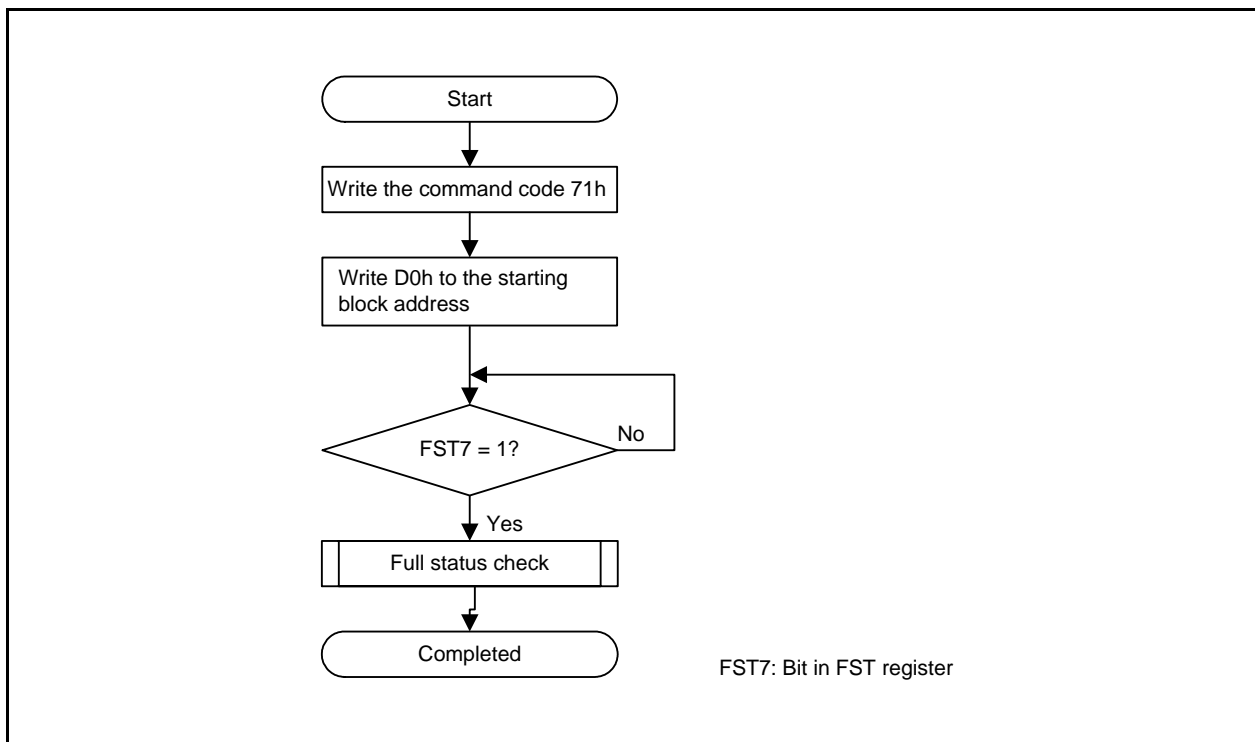 Start
Write the command code 71h
Write D0h to the starting
block address
FST7 = 1?
No
Yes
Full status check
Completed
FST7: Bit in FST register